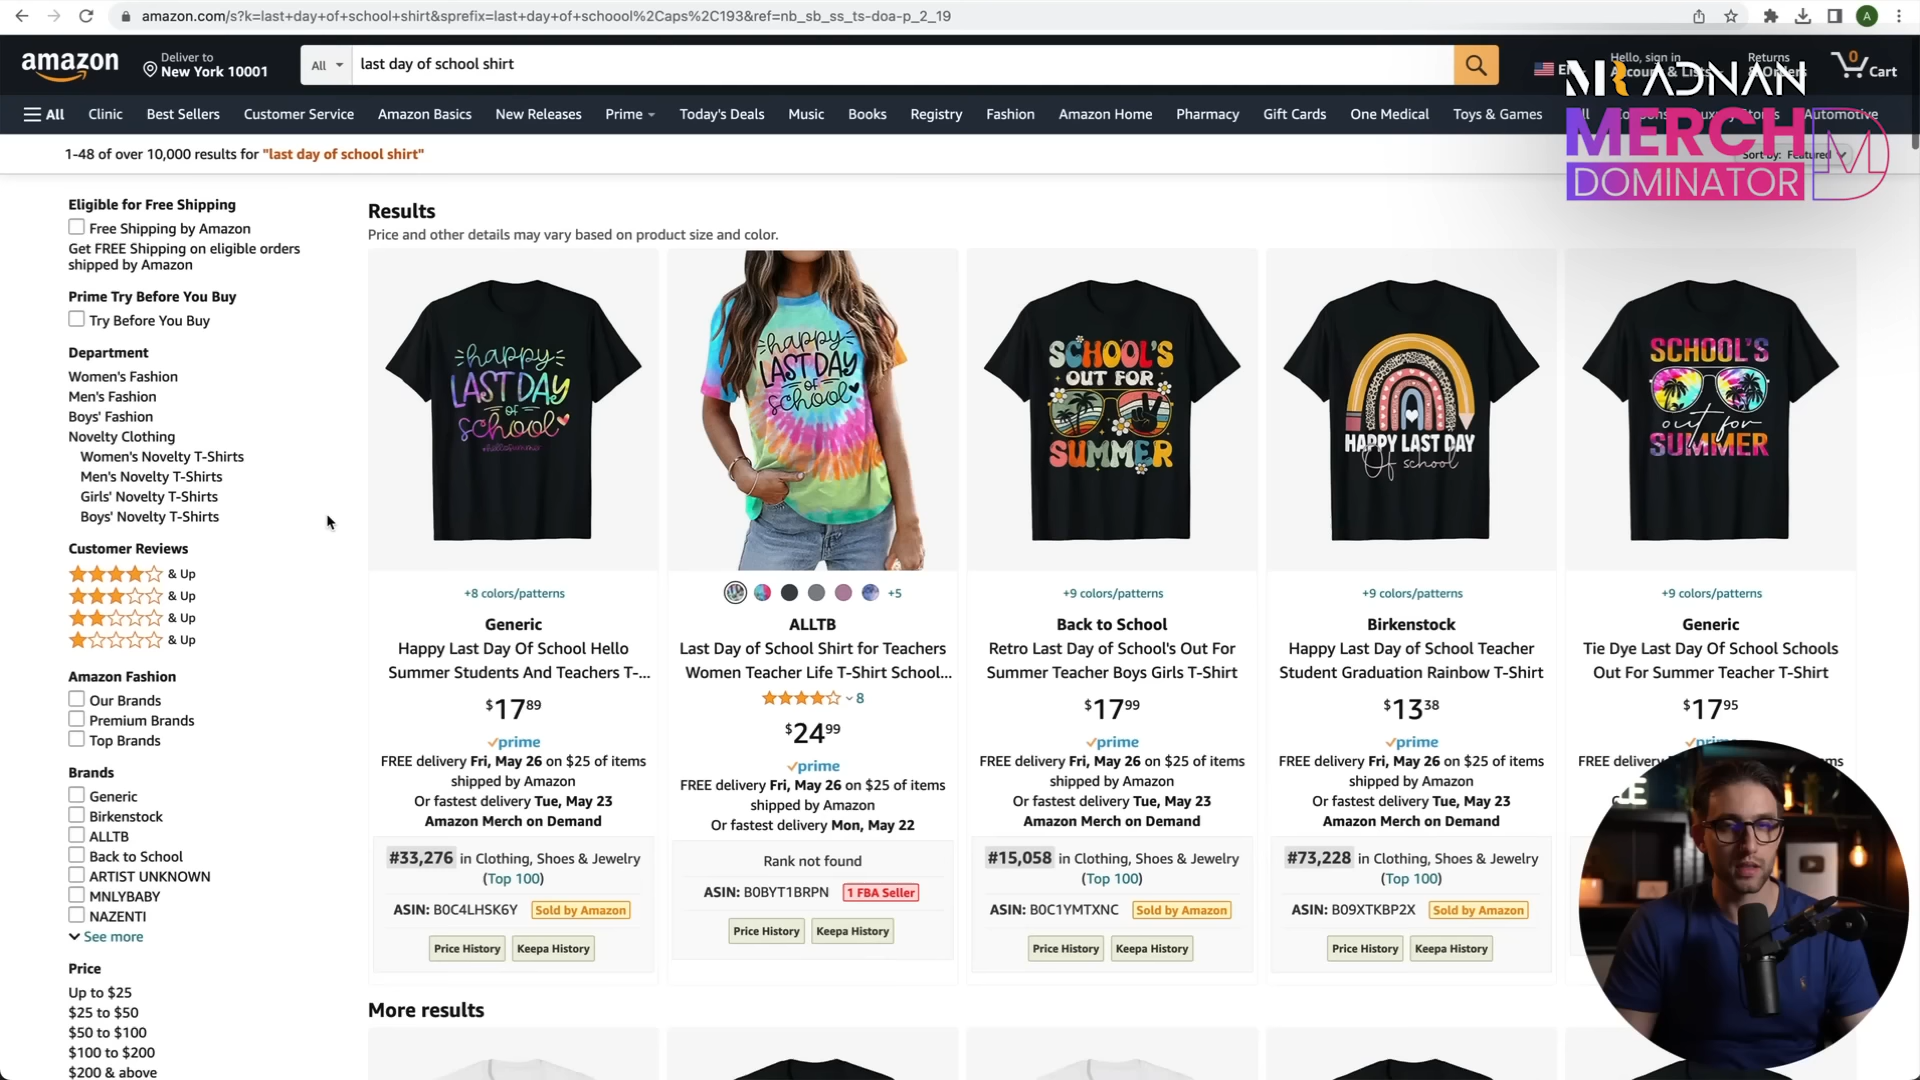 amazon.com/s?k=last+day+of+school+shirt&sprefix=last+day+of+schoool%2Caps%2C193&ref=nb_sb_ss_ts-doa-p_2_19
A
amazon
Deliver to
New York 10001
All
last day of school shirt
Hello, sign in
Account & Lists
Returns
& Orders
0
Cart
MR ADNAN
MERCH
DOMINATOR
All
Clinic
Best Sellers
Customer Service
Amazon Basics
New Releases
Prime
Today's Deals
Music
Books
Registry
Fashion
Amazon Home
Pharmacy
Gift Cards
One Medical
Toys & Games
Automotive
1-48 of over 10,000 results for "last day of school shirt"
Sort by: Featured
Eligible for Free Shipping
Free Shipping by Amazon
Get FREE Shipping on eligible orders
shipped by Amazon
Prime Try Before You Buy
Try Before You Buy
Department
Women's Fashion
Men's Fashion
Boys' Fashion
Novelty Clothing
Women's Novelty T-Shirts
Men's Novelty T-Shirts
Girls' Novelty T-Shirts
Boys' Novelty T-Shirts
Customer Reviews
& Up
& Up
& Up
& Up
Amazon Fashion
Our Brands
Premium Brands
Top Brands
Brands
Generic
Birkenstock
ALLTB
Back to School
ARTIST UNKNOWN
MNLYBABY
NAZENTI
See more
Price
Up to $25
$25 to $50
$50 to $100
$100 to $200
$200 & above
Results
Price and other details may vary based on product size and color.
happy
LAST DAY
OF
school
#hellosummer
+8 colors/patterns
Generic
Happy Last Day Of School Hello
Summer Students And Teachers T-...
$17 89
prime
FREE delivery Fri, May 26 on $25 of items
shipped by Amazon
Or fastest delivery Tue, May 23
Amazon Merch on Demand
#33,276 in Clothing, Shoes & Jewelry
(Top 100)
ASIN: B0C4LHSK6Y Sold by Amazon
Price History
Keepa History
happy
LAST DAY
OF
school
+5
ALLTB
Last Day of School Shirt for Teachers
Women Teacher Life T-Shirt School...
8
$24 99
prime
FREE delivery Fri, May 26 on $25 of items
shipped by Amazon
Or fastest delivery Mon, May 22
Rank not found
ASIN: B0BYT1BRPN 1 FBA Seller
Price History
Keepa History
SCHOOL'S
OUT FOR
SUMMER
+9 colors/patterns
Back to School
Retro Last Day of School's Out For
Summer Teacher Boys Girls T-Shirt
$17 99
prime
FREE delivery Fri, May 26 on $25 of items
shipped by Amazon
Or fastest delivery Tue, May 23
Amazon Merch on Demand
#15,058 in Clothing, Shoes & Jewelry
(Top 100)
ASIN: B0C1YMTXNC Sold by Amazon
Price History
Keepa History
HAPPY LAST DAY
Of school
+9 colors/patterns
Birkenstock
Happy Last Day of School Teacher
Student Graduation Rainbow T-Shirt
$13 38
prime
FREE delivery Fri, May 26 on $25 of items
shipped by Amazon
Or fastest delivery Tue, May 23
Amazon Merch on Demand
#73,228 in Clothing, Shoes & Jewelry
(Top 100)
ASIN: B09XTKBP2X Sold by Amazon
Price History
Keepa History
SCHOOL'S
out for
SUMMER
+9 colors/patterns
Generic
Tie Dye Last Day Of School Schools
Out For Summer Teacher T-Shirt
$17 95
prime
FREE delivery
More results